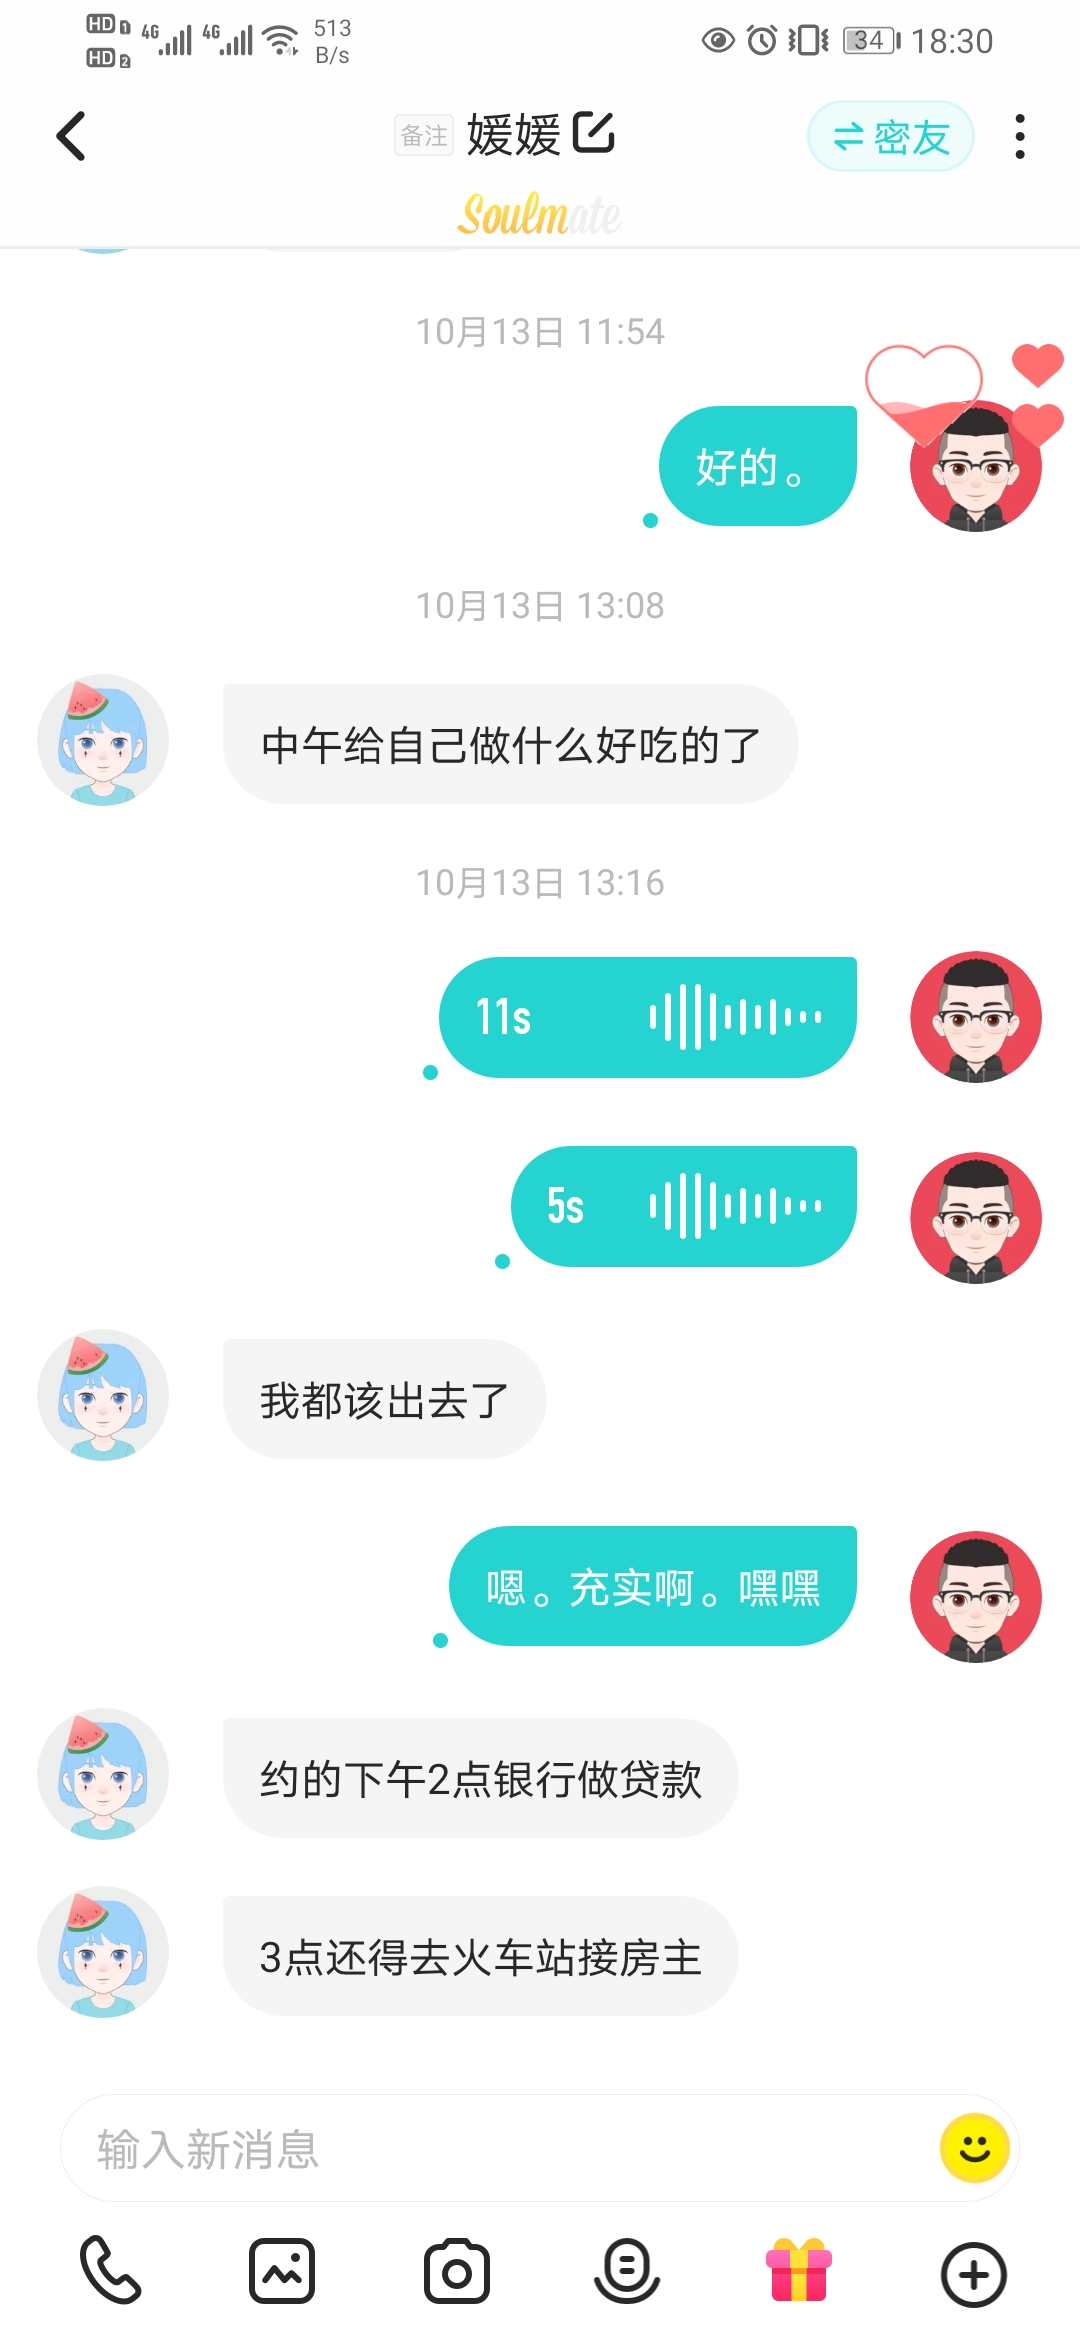 HD 1 4G 4G 513 B/s 34 18:30
HD 2
备注 媛媛 密友
Soulmate
10月13日 11:54
好的。
10月13日 13:08
中午给自己做什么好吃的了
10月13日 13:16
11s
5s
我都该出去了
嗯。充实啊。嘿嘿
约的下午2点银行做贷款
3点还得去火车站接房主
输入新消息